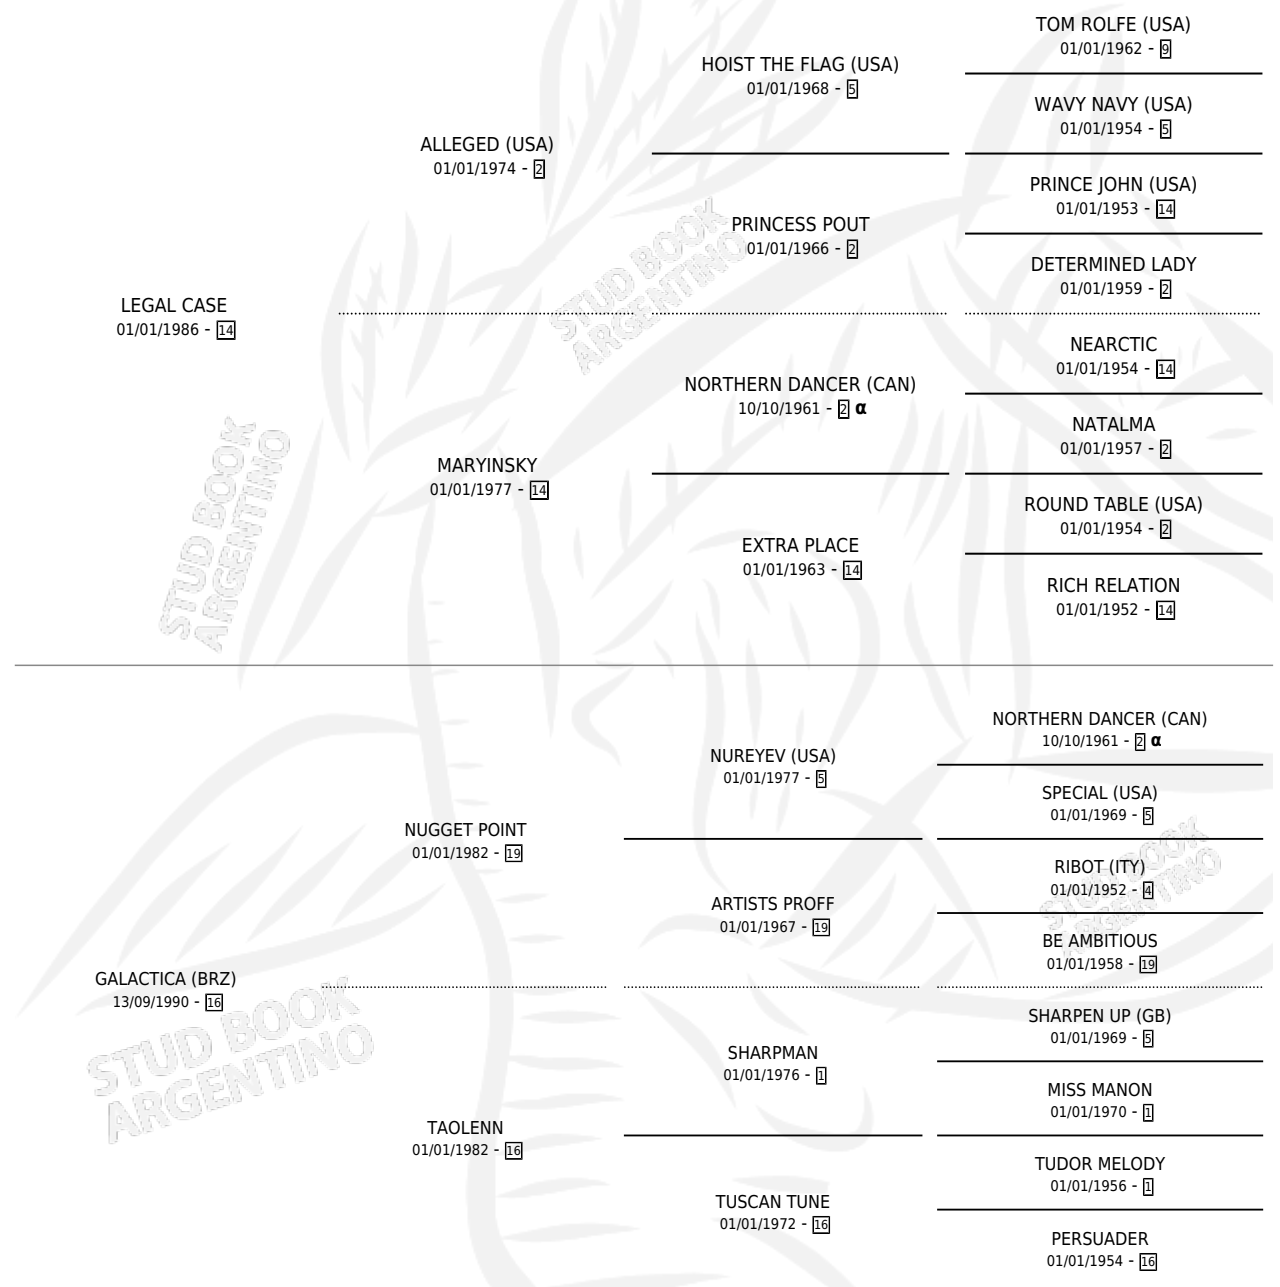 TOM ROLFE (USA)
01/01/1962 - 9
HOIST THE FLAG (USA)
01/01/1968 - 5
WAVY NAVY (USA)
01/01/1954 - 5
ALLEGED (USA)
01/01/1974 - 2
PRINCE JOHN (USA)
01/01/1953 - 14
PRINCESS POUT
01/01/1966 - 2
DETERMINED LADY
01/01/1959 - 2
LEGAL CASE
01/01/1986 - 14
NEARCTIC
01/01/1954 - 14
NORTHERN DANCER (CAN)
10/10/1961 - 2 α
NATALMA
01/01/1957 - 2
MARYINSKY
01/01/1977 - 14
ROUND TABLE (USA)
01/01/1954 - 2
EXTRA PLACE
01/01/1963 - 14
RICH RELATION
01/01/1952 - 14
NORTHERN DANCER (CAN)
10/10/1961 - 2 α
NUREYEV (USA)
01/01/1977 - 5
SPECIAL (USA)
01/01/1969 - 5
NUGGET POINT
01/01/1982 - 19
RIBOT (ITY)
01/01/1952 - 4
ARTISTS PROFF
01/01/1967 - 19
BE AMBITIOUS
01/01/1958 - 19
GALACTICA (BRZ)
13/09/1990 - 16
SHARPEN UP (GB)
01/01/1969 - 5
SHARPMAN
01/01/1976 - 1
MISS MANON
01/01/1970 - 1
TAOLENN
01/01/1982 - 16
TUDOR MELODY
01/01/1956 - 1
TUSCAN TUNE
01/01/1972 - 16
PERSUADER
01/01/1954 - 16
STUD BOOK
ARGENTINO
STUD BOOK
ARGENTINO
STUD BOOK
ARGENTINO
STUD BOOK
ARGENTINO